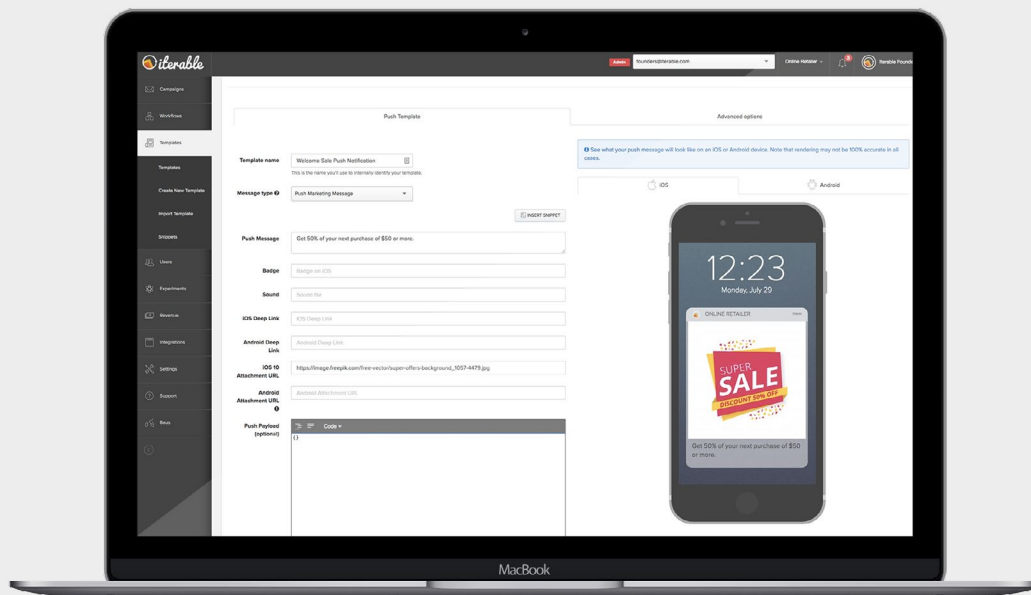 iterable
Admin
founders@iterable.com
Online Retailer
3
Iterable Founde
Campaigns
Workflows
Templates
Templates
Create New Template
Import Template
Snippets
Users
Experiments
Revenue
Integrations
Settings
Support
Push Template
Advanced options
Template name
Welcome Sale Push Notification
This is the name you'll use to internally identify your template.
Message type
Push Marketing Message
INSERT SNIPPET
Push Message
Get 50% of your next purchase of $50 or more.
Badge
Badge on iOS
Sound
Sound file
iOS Deep Link
iOS Deep Link
Android Deep
Link
Android Deep Link
iOS 10
Attachment URL
https://image.freepik.com/free-vector/super-offers-background_1057-4479.jpg
Android
Attachment URL
Android Attachment URL
Push Payload
(optional)
Code
{}
See what your push message will look like on an iOS or Android device. Note that rendering may not be 100% accurate in all
cases.
iOS
Android
12:23
Monday, July 29
ONLINE RETAILER
now
SUPER
SALE
DISCOUNT 50% OFF
Get 50% of your next purchase of $50
or more.
MacBook